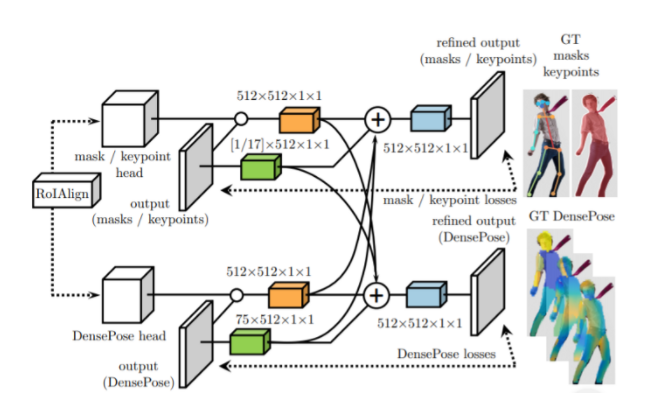 refined output
(masks / keypoints)
GT
masks
keypoints
512×512×1×1
[1/17]×512×1×1
512×512×1×1
mask / keypoint
head
RoIAlign
output
(masks / keypoints)
mask / keypoint losses
refined output
(DensePose)
GT DensePose
512×512×1×1
75×512×1×1
512×512×1×1
DensePose head
output
(DensePose)
DensePose losses